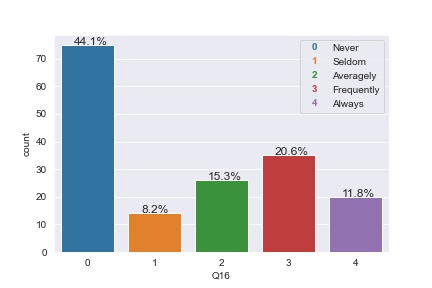 44.1%
8.2%
15.3%
20.6%
11.8%
0 Never
1 Seldom
2 Averagely
3 Frequently
4 Always
70
60
50
40
30
20
10
0
count
0 1 2 3 4
Q16